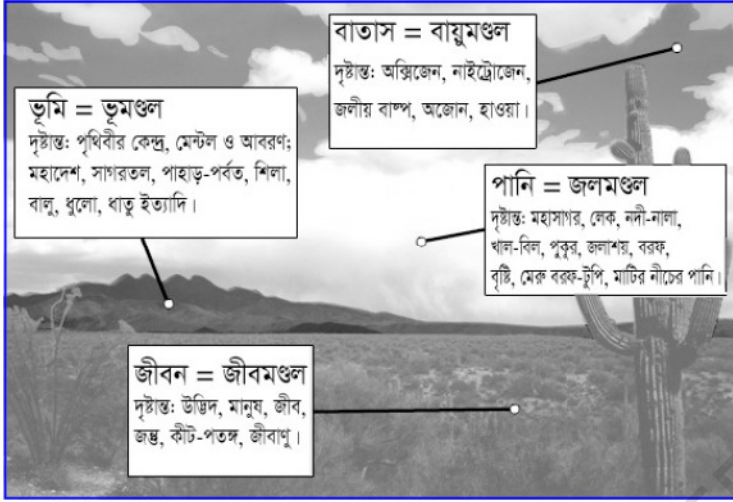 বাতাস = বায়ুমণ্ডল
দৃষ্টান্ত: অক্সিজেন, নাইট্রোজেন,
জলীয় বাষ্প, অজোন, হাওয়া।
ভূমি = ভূমণ্ডল
দৃষ্টান্ত: পৃথিবীর কেন্দ্র, মেন্টল ও আবরণ;
মহাদেশ, সাগরতল, পাহাড়-পর্বত, শিলা,
বালু, ধুলো, ধাতু ইত্যাদি।
পানি = জলমণ্ডল
দৃষ্টান্ত: মহাসাগর, লেক, নদী-নালা,
খাল-বিল, পুকুর, জলাশয়, বরফ,
বৃষ্টি, মেরু বরফ-টুপি, মাটির নীচের পানি।
জীবন = জীবমণ্ডল
দৃষ্টান্ত: উদ্ভিদ, মানুষ, জীব,
জন্তু, কীট-পতঙ্গ, জীবাণু।